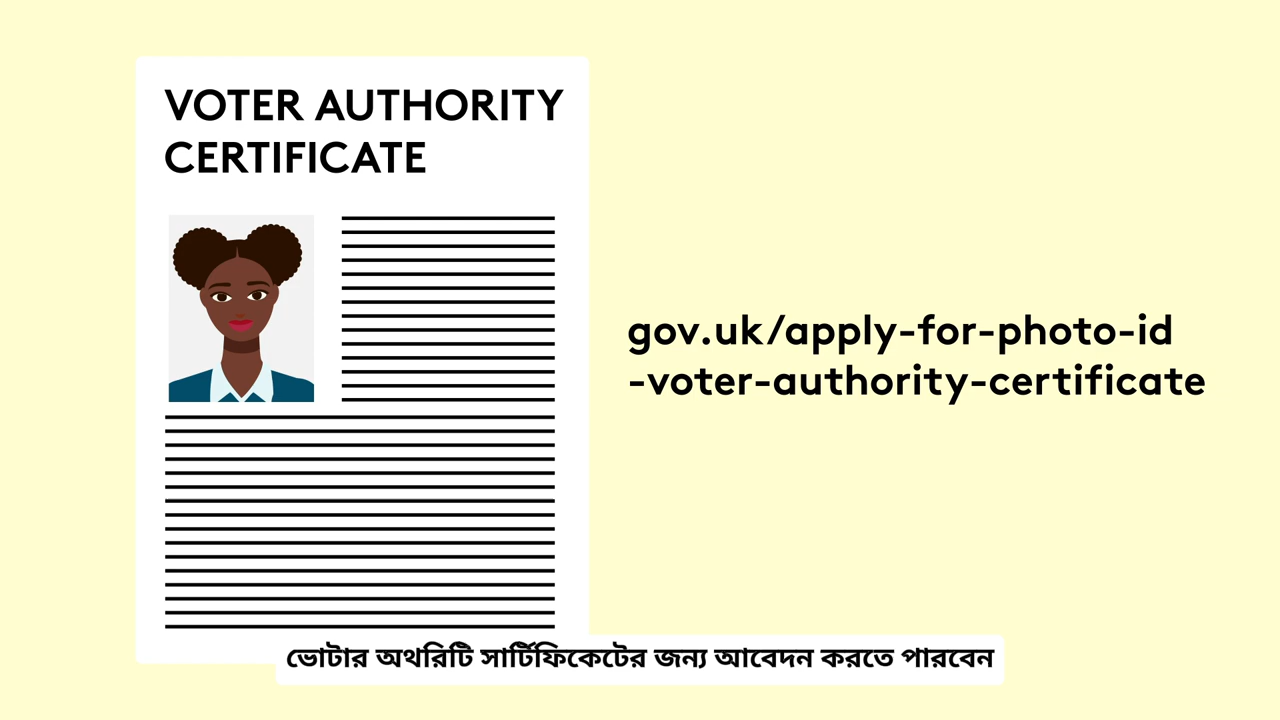 VOTER AUTHORITY
CERTIFICATE
gov.uk/apply-for-photo-id
-voter-authority-certificate
ভোটার অথরিটি সার্টিফিকেটের জন্য আবেদন করতে পারবেন